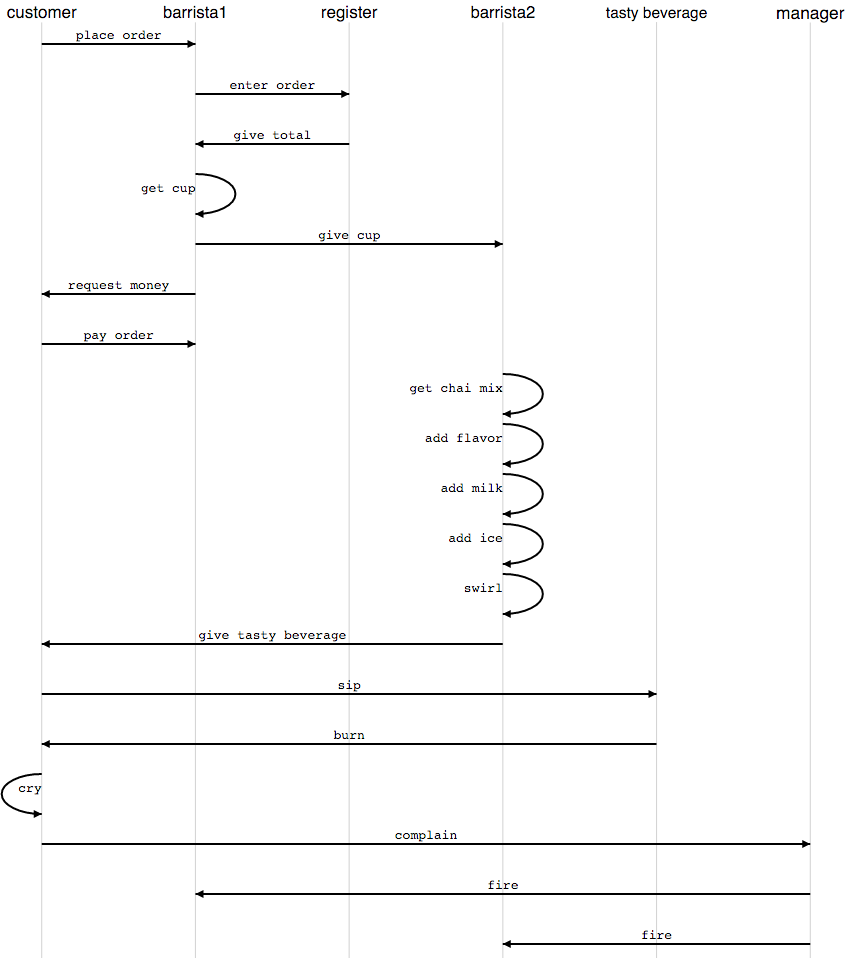 customer barrista1 register barrista2 tasty beverage manager
place order
enter order
give total
get cup
give cup
request money
pay order
get chai mix
add flavor
add milk
add ice
swirl
give tasty beverage
sip
burn
cry
complain
fire
fire